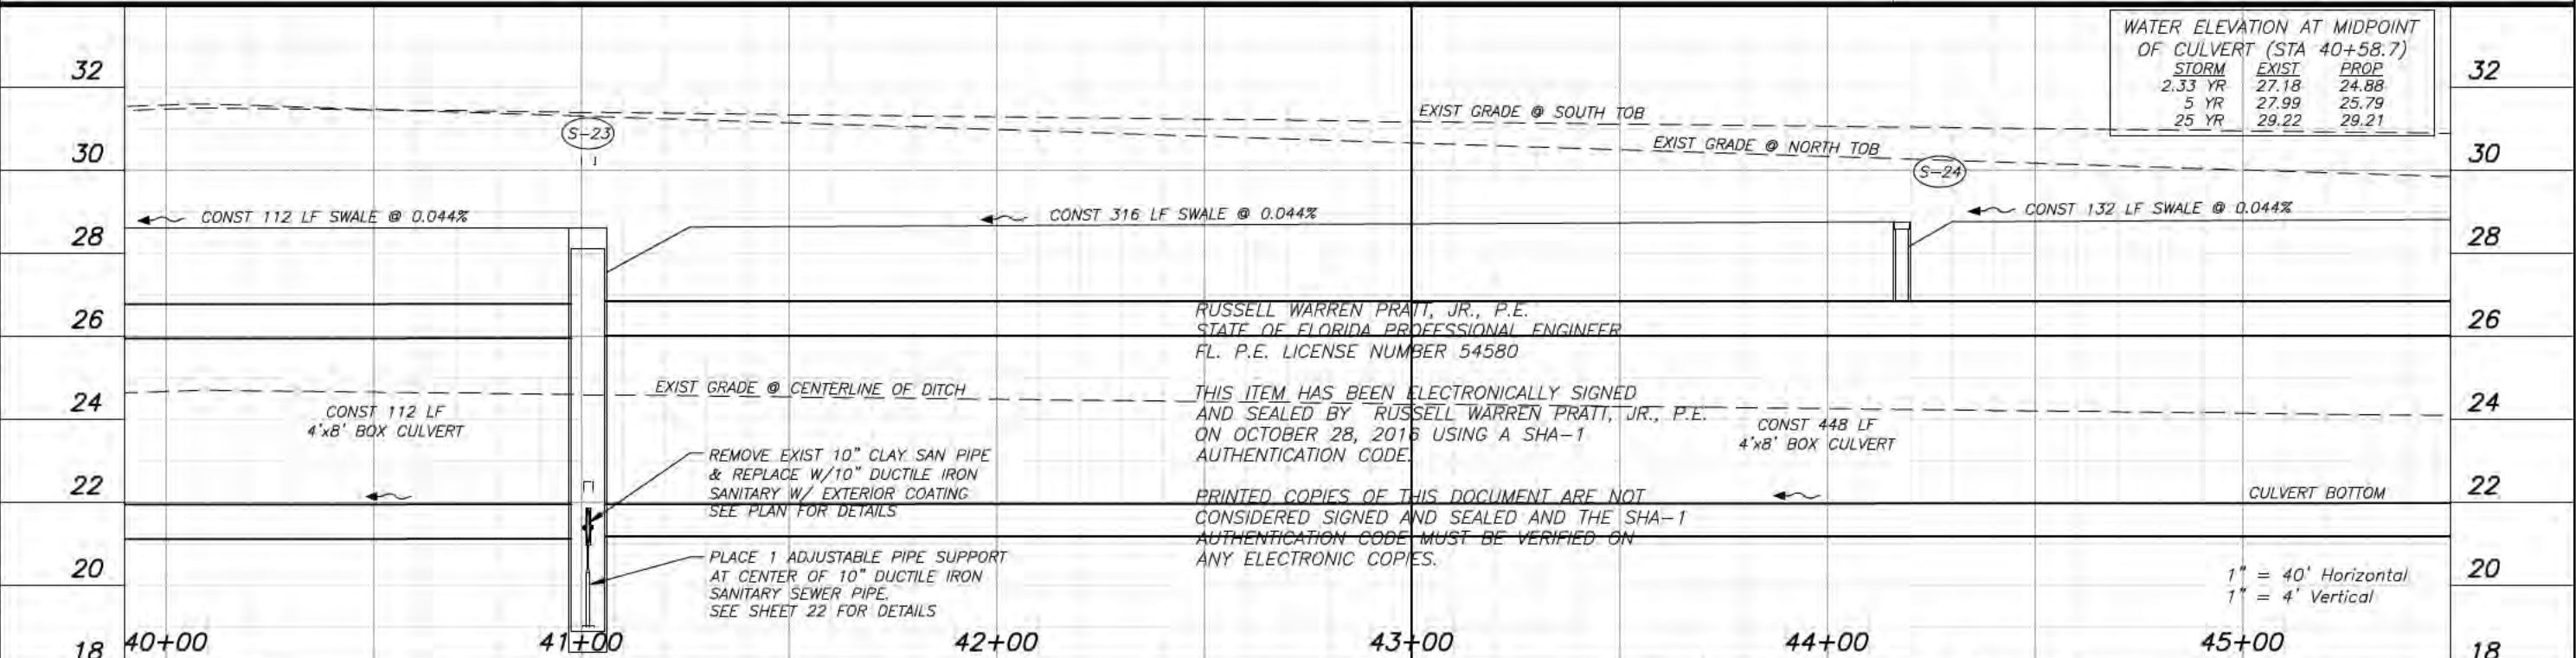 WATER ELEVATION AT MIDPOINT
OF CULVERT (STA 40+58.7)
STORM EXIST PROP
2.33 YR 27.18 24.88
5 YR 27.99 25.79
25 YR 29.22 29.21
32
32
EXIST GRADE @ SOUTH TOB
S-23
EXIST GRADE @ NORTH TOB
30
30
S-24
CONST 112 LF SWALE @ 0.044%
CONST 316 LF SWALE @ 0.044%
CONST 132 LF SWALE @ 0.044%
28
28
26
26
RUSSELL WARREN PRATT, JR., P.E.
STATE OF FLORIDA PROFESSIONAL ENGINEER
FL. P.E. LICENSE NUMBER 54580
THIS ITEM HAS BEEN ELECTRONICALLY SIGNED
AND SEALED BY RUSSELL WARREN PRATT, JR., P.E.
ON OCTOBER 28, 2016 USING A SHA-1
AUTHENTICATION CODE.
PRINTED COPIES OF THIS DOCUMENT ARE NOT
CONSIDERED SIGNED AND SEALED AND THE SHA-1
AUTHENTICATION CODE MUST BE VERIFIED ON
ANY ELECTRONIC COPIES.
EXIST GRADE @ CENTERLINE OF DITCH
24
24
CONST 112 LF
4'x8' BOX CULVERT
CONST 448 LF
4'x8' BOX CULVERT
REMOVE EXIST 10" CLAY SAN PIPE
& REPLACE W/10" DUCTILE IRON
SANITARY W/ EXTERIOR COATING
SEE PLAN FOR DETAILS
22
CULVERT BOTTOM
22
PLACE 1 ADJUSTABLE PIPE SUPPORT
AT CENTER OF 10" DUCTILE IRON
SANITARY SEWER PIPE.
SEE SHEET 22 FOR DETAILS
20
20
1" = 40' Horizontal
1" = 4' Vertical
18
40+00
41+00
42+00
43+00
44+00
45+00
18